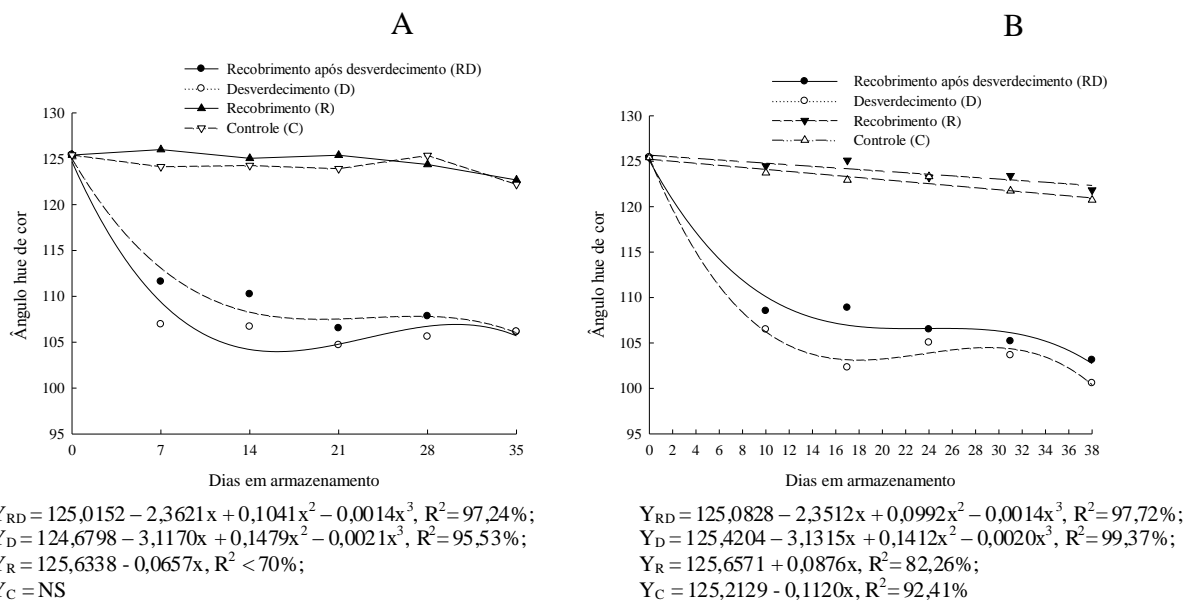 A
Recobrimento após desverdecimento (RD)
Desverdecimento (D)
Recobrimento (R)
Controle (C)
130
125
120
115
110
105
100
95
Ângulo hue de cor
0 7 14 21 28 35
Dias em armazenamento
Y_RD = 125,0152 – 2,3621x + 0,1041x² – 0,0014x³, R²= 97,24%;
Y_D = 124,6798 – 3,1170x + 0,1479x² – 0,0021x³, R²= 95,53%;
Y_R = 125,6338 - 0,0657x, R² < 70%;
Y_C = NS
B
Recobrimento após desverdecimento (RD)
Desverdecimento (D)
Recobrimento (R)
Controle (C)
130
125
120
115
110
105
100
95
Ângulo hue de cor
0 2 4 6 8 10 12 14 16 18 20 22 24 26 28 30 32 34 36 38
Dias em armazenamento
Y_RD = 125,0828 – 2,3512x + 0,0992x² – 0,0014x³, R²= 97,72%;
Y_D = 125,4204 – 3,1315x + 0,1412x² – 0,0020x³, R²= 99,37%;
Y_R = 125,6571 + 0,0876x, R²= 82,26%;
Y_C = 125,2129 - 0,1120x, R²= 92,41%